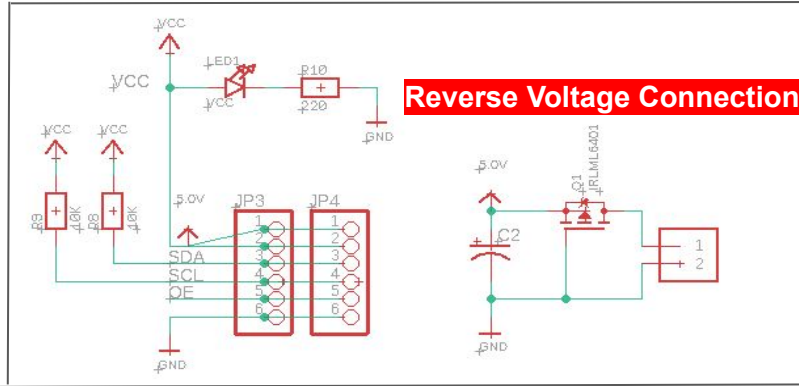 VCC
VCC
LED1
VCC
R10
220
GND
Reverse Voltage Connection
VCC
VCC
R9
10K
R8
10K
5.0V
JP3
JP4
1
2
3
4
5
6
1
2
3
4
5
6
SDA
SCL
OE
GND
5.0V
Q1
IRLML6401
C2
1
2
GND